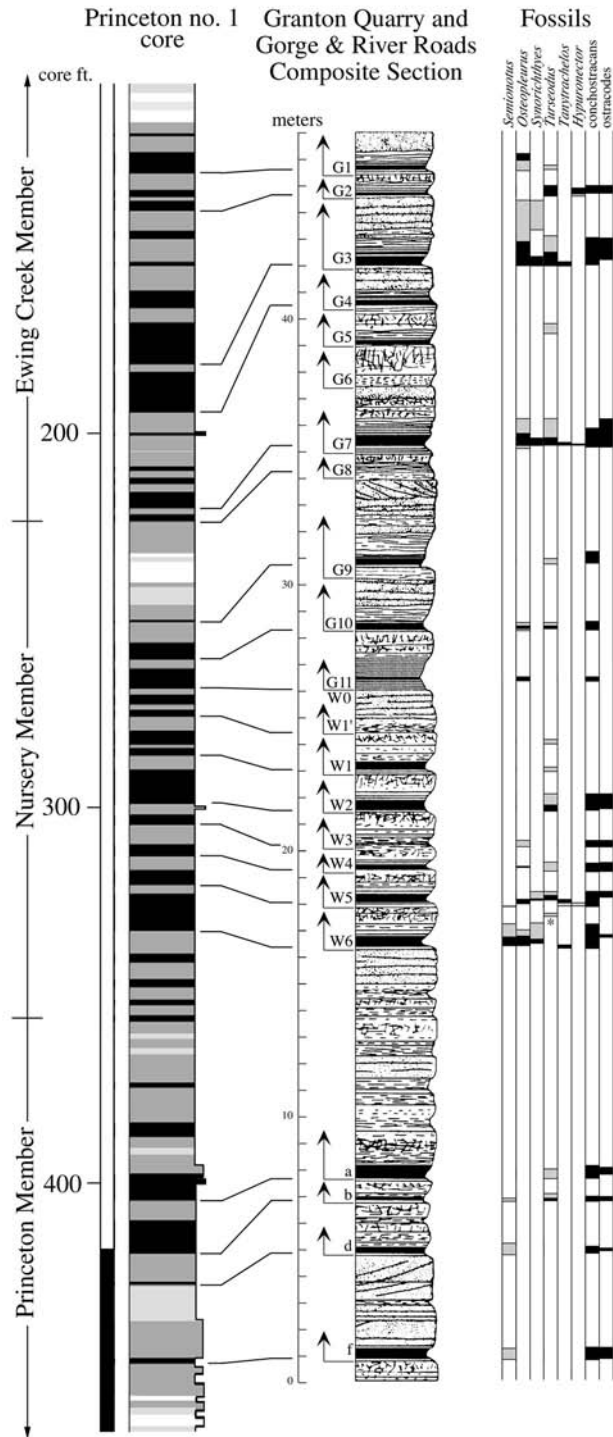 Princeton no. 1
core
Granton Quarry and
Gorge & River Roads
Composite Section
Fossils
core ft.
meters
Semionotus
Osteopleurus
Synorichthyes
Turseodus
Tanytrachelos
Hypuronector
conchostracans
ostracodes
Ewing Creek Member
Nursery Member
Princeton Member
200
300
400
G1
G2
G3
G4
40
G5
G6
G7
G8
G9
30
G10
G11
W0
W1'
W1
W2
W3
20
W4
W5
W6
*
10
a
b
d
f
0